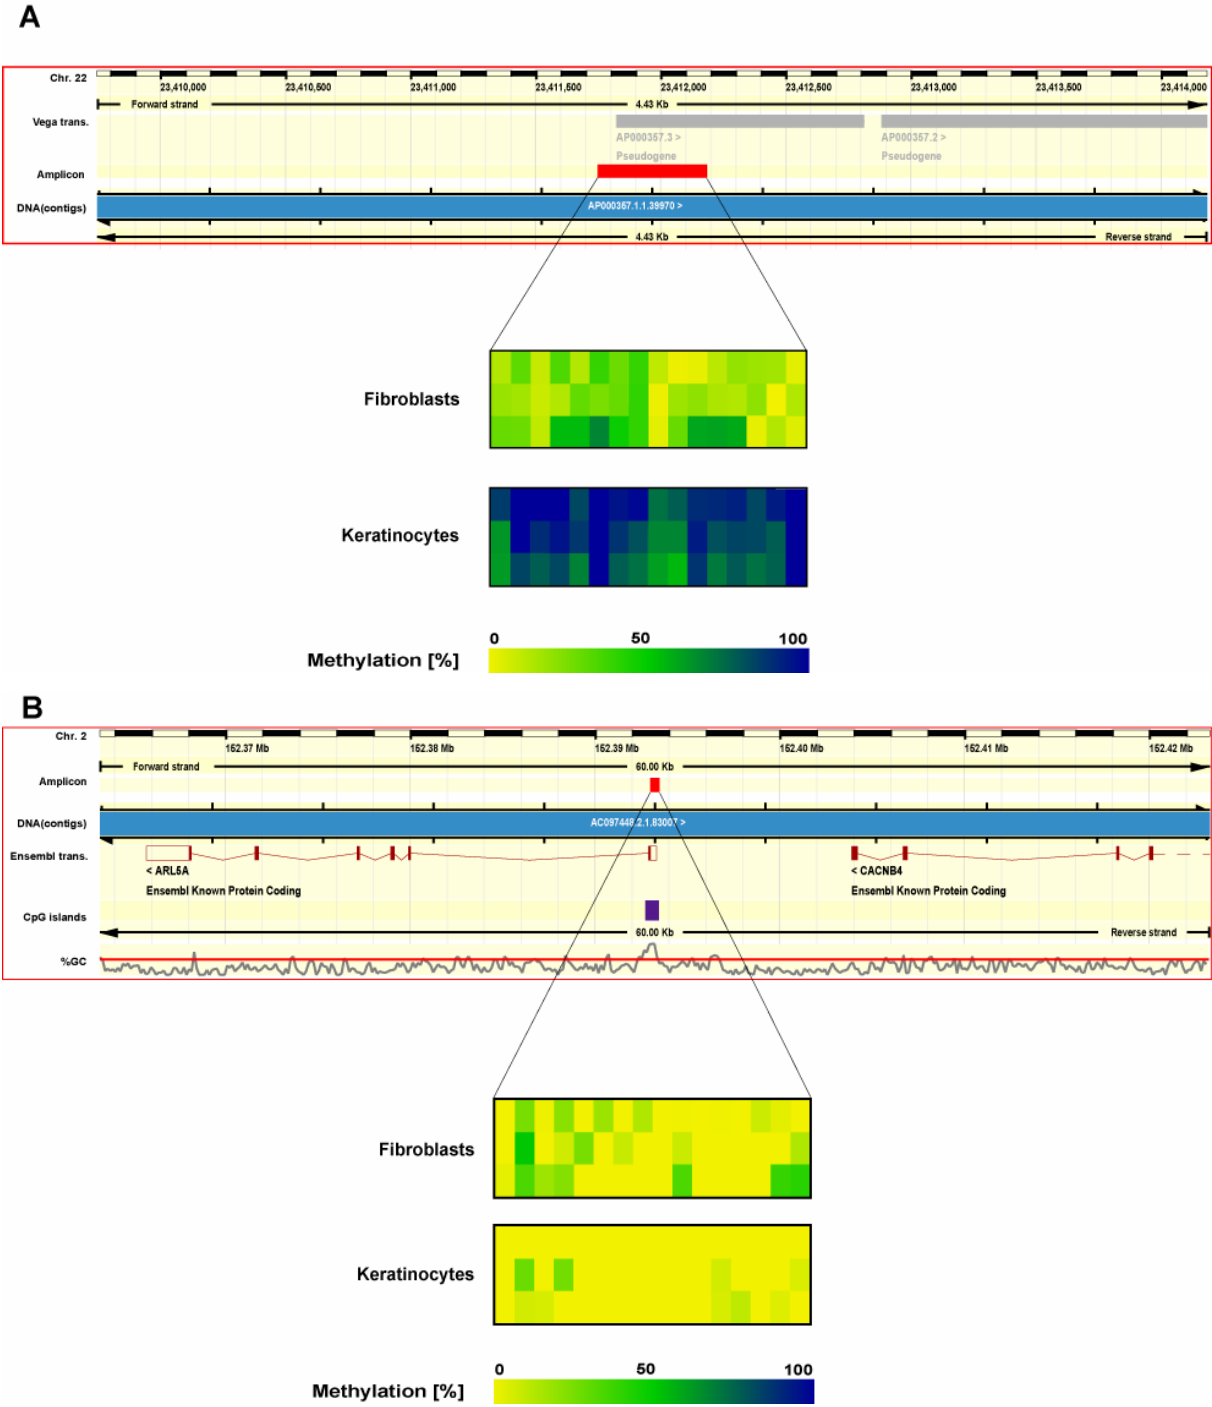 A
Chr. 22
23,410,000 23,410,500 23,411,000 23,411,500 23,412,000 23,412,500 23,413,000 23,413,500 23,414,000
Forward strand 4.43 Kb
Vega trans.
AP000357.3 > AP000357.2 >
Pseudogene Pseudogene
Amplicon
DNA(contigs) AP000357.1.1.39970 >
4.43 Kb Reverse strand
Fibroblasts
Keratinocytes
0 50 100
Methylation [%]
B
Chr. 2
152.37 Mb 152.38 Mb 152.39 Mb 152.40 Mb 152.41 Mb 152.42 Mb
Forward strand 60.00 Kb
Amplicon
DNA(contigs) AC097448.2.1.83007 >
Ensembl trans.
< ARL5A < CACNB4
Ensembl Known Protein Coding Ensembl Known Protein Coding
CpG islands
60.00 Kb Reverse strand
%GC
Fibroblasts
Keratinocytes
0 50 100
Methylation [%]